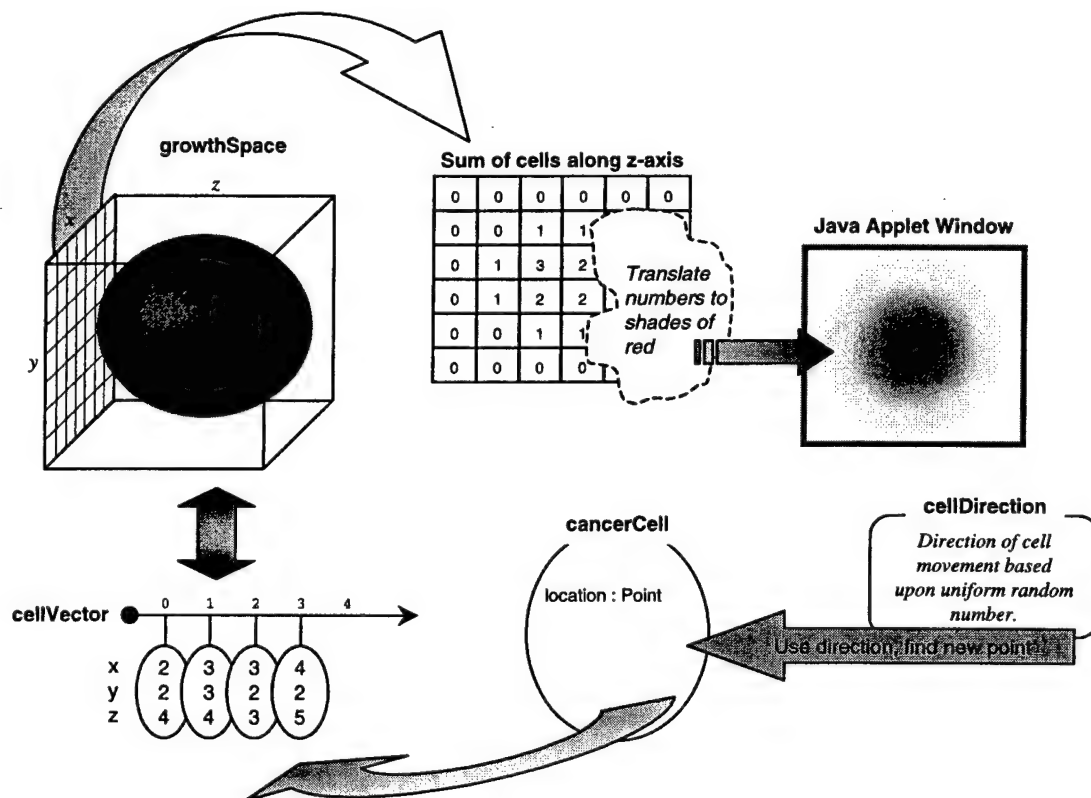 growthSpace
z
x
y
Sum of cells along z-axis
0 0 0 0 0 0
0 0 1 1
0 1 3 2
0 1 2 2
0 0 1 1
0 0 0 0
Translate
numbers to
shades of
red
Java Applet Window
cellVector
0 1 2 3 4
x 2 3 3 4
y 2 3 2 2
z 4 4 3 5
cancerCell
location : Point
cellDirection
Direction of cell
movement based
upon uniform random
number.
Use direction, find new point